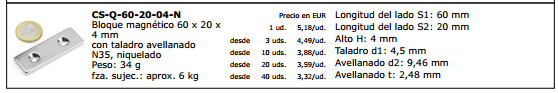 CS-Q-60-20-04-N
Bloque magnético 60 x 20 x
4 mm
con taladro avellanado
N35, niquelado
Peso: 34 g
fza. sujec.: aprox. 6 kg
Precio en EUR
1 ud. 5,18/ud.
desde 3 uds. 4,49/ud.
desde 10 uds. 3,88/ud.
desde 20 uds. 3,59/ud.
desde 40 uds. 3,32/ud.
Longitud del lado S1: 60 mm
Longitud del lado S2: 20 mm
Alto H: 4 mm
Taladro d1: 4,5 mm
Avellanado d2: 9,46 mm
Avellanado t: 2,48 mm